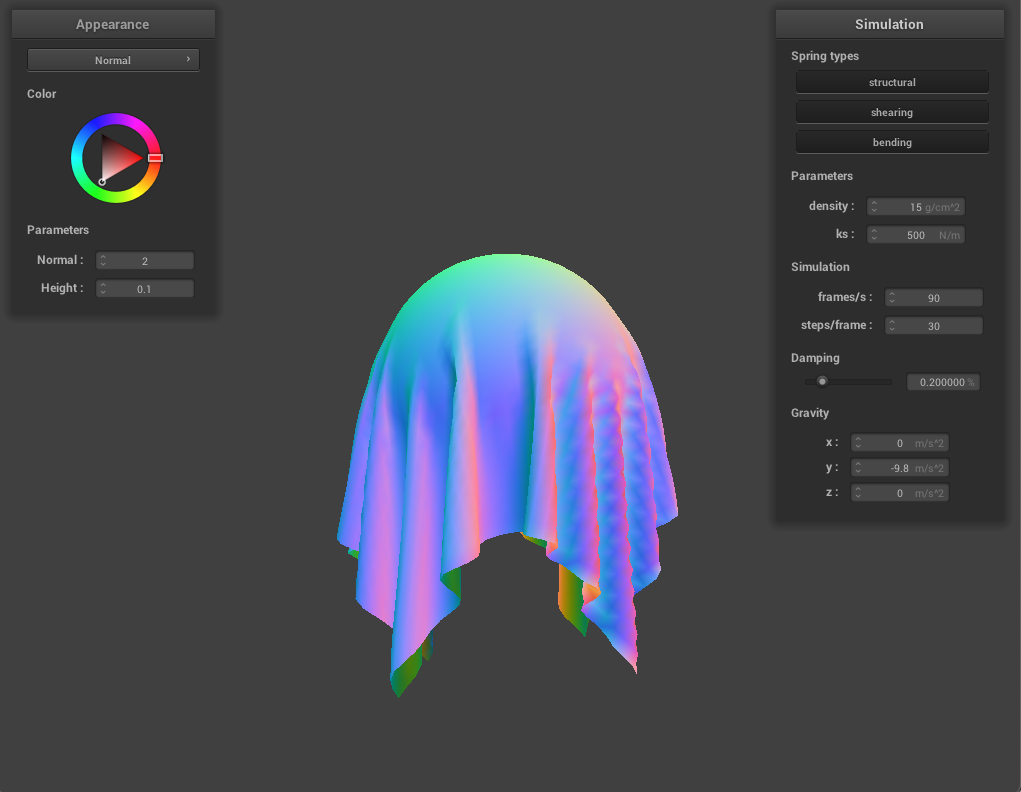 Appearance
Normal ›
Color
Parameters
Normal : 2
Height : 0.1
Simulation
Spring types
structural
shearing
bending
Parameters
density : 15 g/cm^2
ks : 500 N/m
Simulation
frames/s : 90
steps/frame : 30
Damping
0.200000 %
Gravity
x : 0 m/s^2
y : -9.8 m/s^2
z : 0 m/s^2